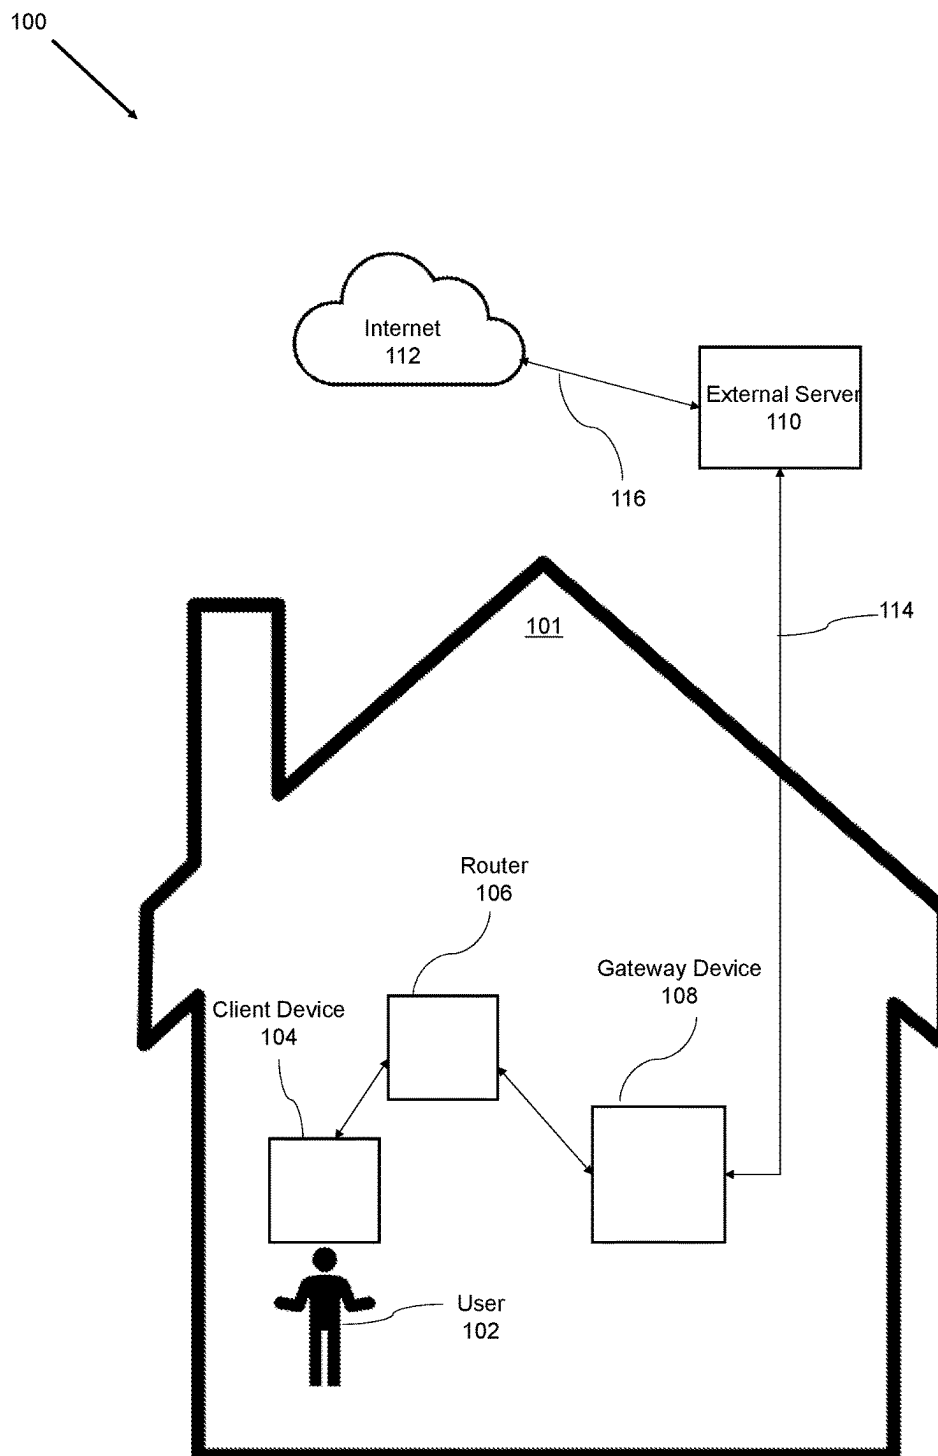 100
Internet
112
External Server
110
116
101
114
Router
106
Gateway Device
108
Client Device
104
User
102